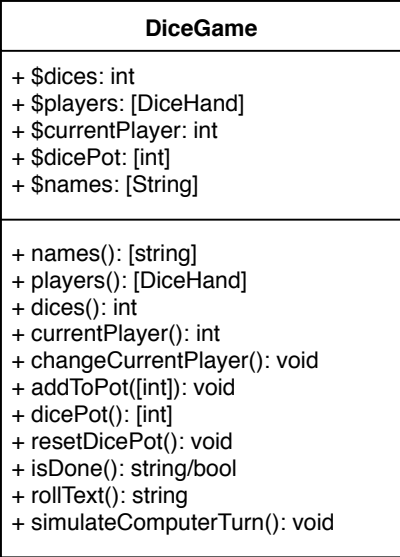 DiceGame
+ $dices: int
+ $players: [DiceHand]
+ $currentPlayer: int
+ $dicePot: [int]
+ $names: [String]
+ names(): [string]
+ players(): [DiceHand]
+ dices(): int
+ currentPlayer(): int
+ changeCurrentPlayer(): void
+ addToPot([int]): void
+ dicePot(): [int]
+ resetDicePot(): void
+ isDone(): string/bool
+ rollText(): string
+ simulateComputerTurn(): void